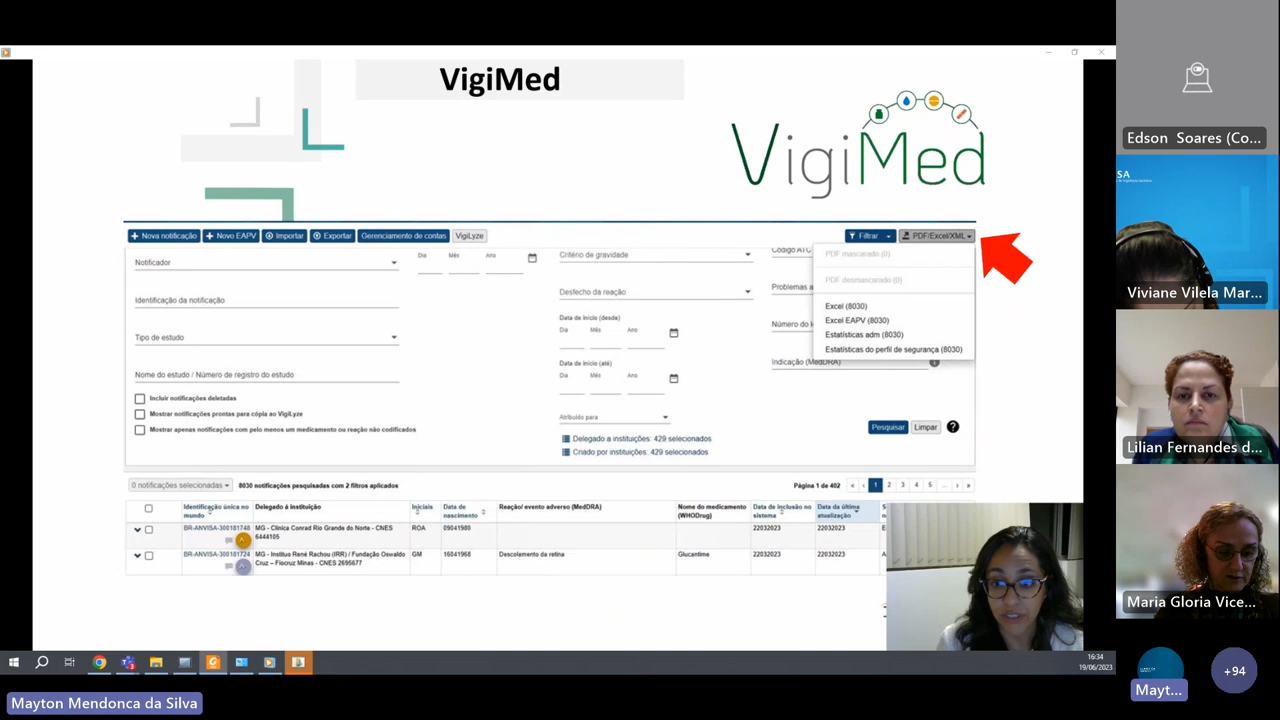 VigiMed
VigiMed
Nova notificação
Novo EAPV
Importar
Exportar
Gerenciamento de contas
VigiLyze
Filtrar
PDF/Excel/XML
Notificador
Dia
Mês
Ano
Critério de gravidade
Código ATC
PDF mascarado (0)
PDF desmascarado (0)
Identificação da notificação
Desfecho da reação
Problemas a
Excel (8030)
Excel EAPV (8030)
Estatísticas adm (8030)
Estatísticas do perfil de segurança (8030)
Data de início (desde)
Dia
Mês
Ano
Número do l
Tipo de estudo
Data de início (até)
Dia
Mês
Ano
Indicação (MedDRA)
Nome do estudo / Número de registro do estudo
Incluir notificações deletadas
Mostrar notificações prontas para cópia ao VigiLyze
Mostrar apenas notificações com pelo menos um medicamento ou reação não codificados
Atribuído para
Delegado a instituições: 429 selecionados
Criado por instituições: 429 selecionados
Pesquisar
Limpar
?
0 notificações selecionadas
8030 notificações pesquisadas com 2 filtros aplicados
Página 1 de 402
« ‹ 1 2 3 4 5 ... › »
Identificação única no mundo
Delegado à instituição
Iniciais
Data de nascimento
Reação/ evento adverso (MedDRA)
Nome do medicamento (WHODrug)
Data de inclusão no sistema
Data da última atualização
BR-ANVISA-300181748
MG - Clínica Conrad Rio Grande do Norte - CNES 6444105
ROA
09041980
22032023
22032023
BR-ANVISA-300181724
MG - Instituo René Rachou (IRR) / Fundação Oswaldo Cruz – Fiocruz Minas - CNES 2695677
GM
16041968
Descolamento da retina
Glucantime
22032023
22032023
16:34
19/06/2023
Mayton Mendonca da Silva
Edson Soares (Co...
SA
Viviane Vilela Mar...
Lilian Fernandes d...
Maria Gloria Vice...
Mayt...
+94